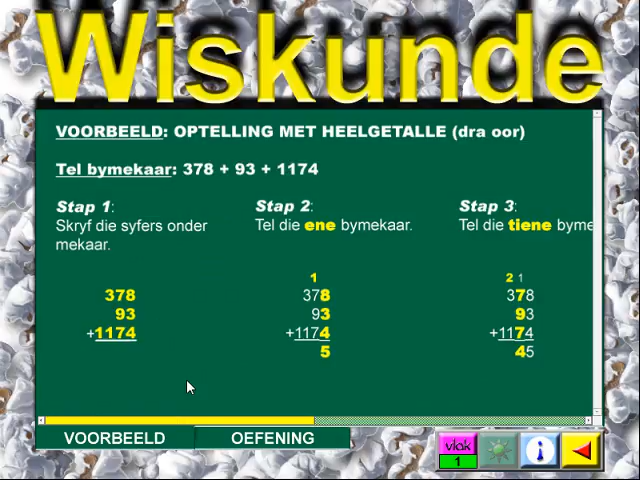 Wiskunde
VOORBEELD: OPTELLING MET HEELGETALLE (dra oor)
Tel bymekaar: 378 + 93 + 1174
Stap 1:
Skryf die syfers onder
mekaar.
378
93
+1174
Stap 2:
Tel die ene bymekaar.
1
378
93
+1174
5
Stap 3:
Tel die tiene byme
2 1
378
93
+1174
45
VOORBEELD
OEFENING
vlak
1
i